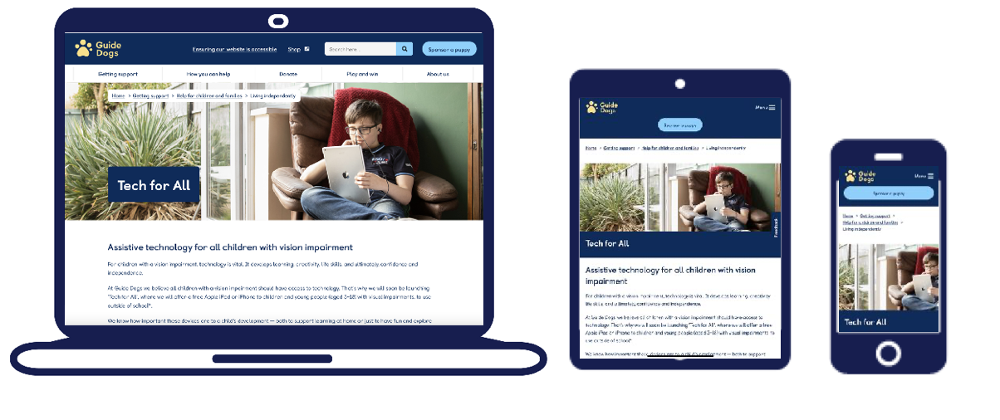 Guide
Dogs
Ensuring our website is accessible
Shop
Search here...
Sponsor a puppy
Getting support
How you can help
Donate
Play and win
About us
Home > Getting support > Help for children and families > Living independently
Tech for All
Assistive technology for all children with vision impairment
For children with a vision impairment, technology is vital. It develops learning, creativity, life skills, and ultimately, confidence and
independence.
At Guide Dogs we believe all children with a vision impairment should have access to technology. That's why we will soon be launching
'Tech for All', where we will offer a free Apple iPad or iPhone to children and young people (aged 3-18) with visual impairments, to use
outside of school*.
We know how important these devices are to a child's development — both to support learning at home or just to have fun and explore
Guide
Dogs
Menu
Sponsor a puppy
Home > Getting support > Help for children and families > Living independently
Feedback
Tech for All
Assistive technology for all children with vision
impairment
For children with a vision impairment, technology is vital. It develops learning, creativity,
life skills, and ultimately, confidence and independence.
At Guide Dogs we believe all children with a vision impairment should have access to
technology. That's why we will soon be launching 'Tech for All', where we will offer a free
Apple iPad or iPhone to children and young people (aged 3-18) with visual impairments, to
use outside of school*.
We know how important these devices are to a child's development — both to support
Guide
Dogs
Menu
Sponsor a puppy
Home > Getting support >
Help for children and families >
Living independently
Tech for All